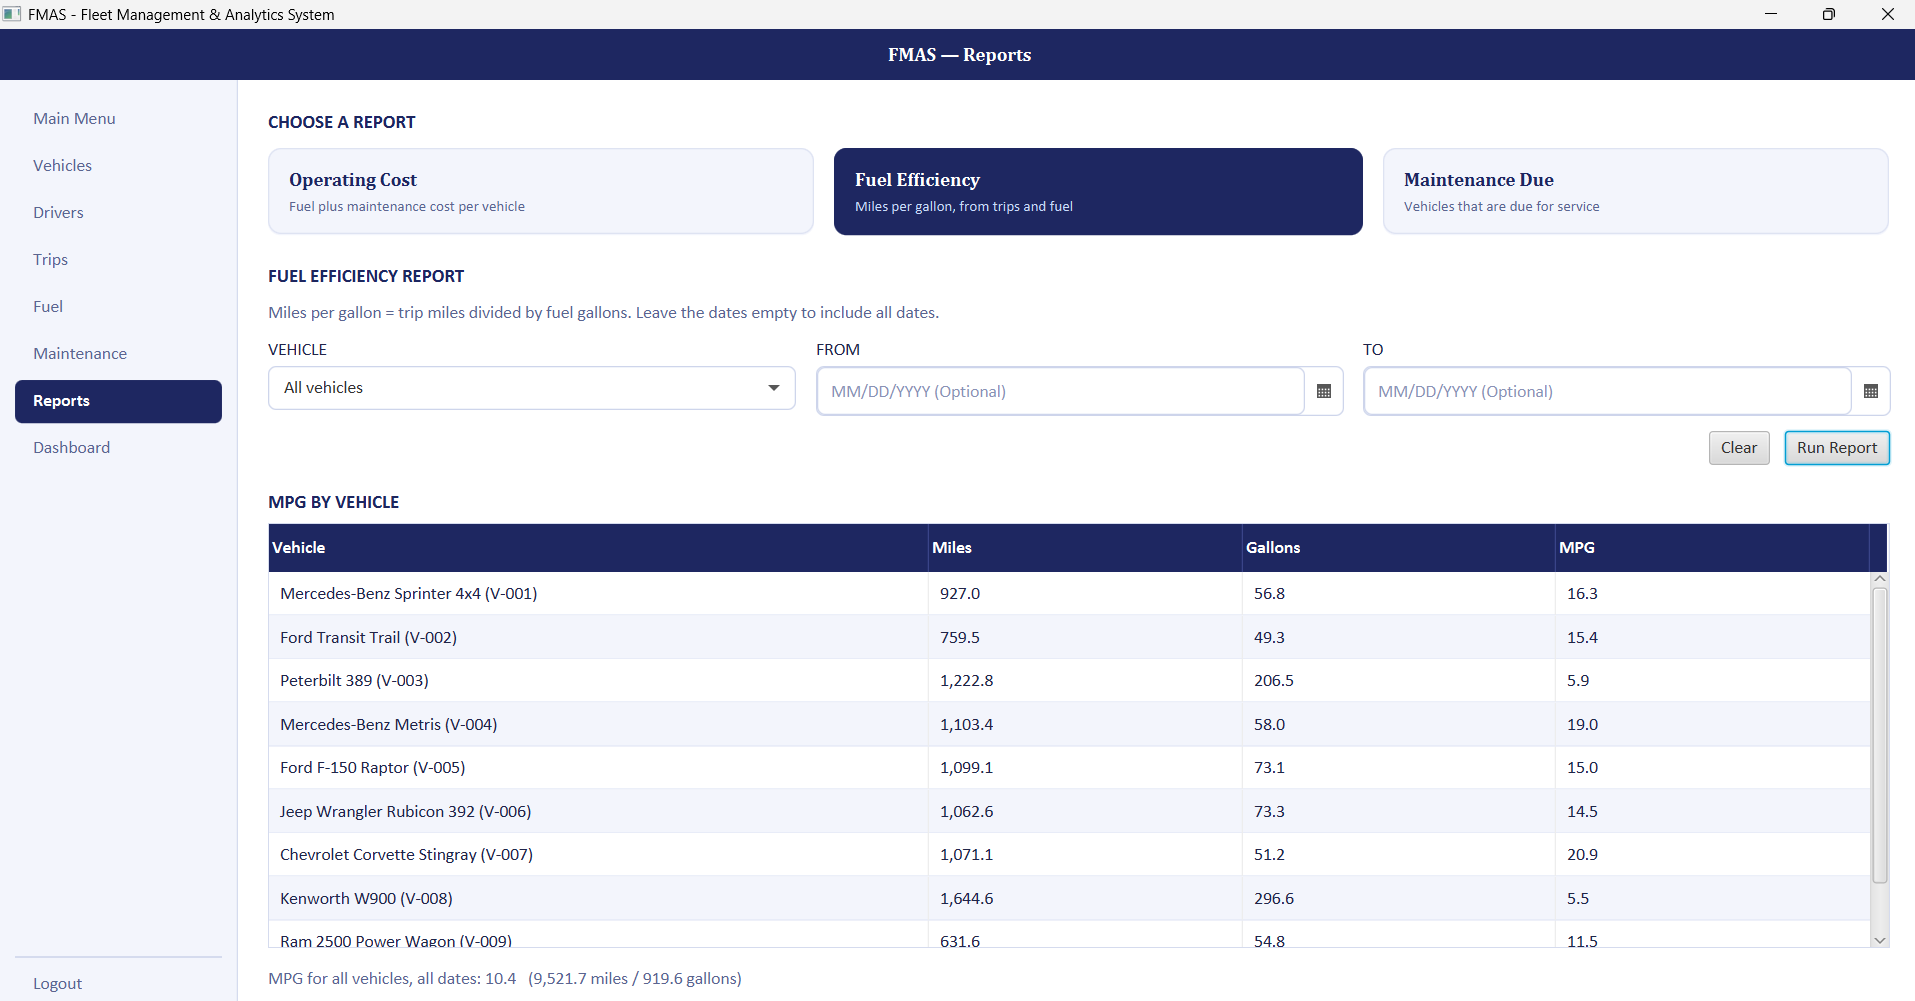 FMAS - Fleet Management & Analytics System
FMAS — Reports
Main Menu
Vehicles
Drivers
Trips
Fuel
Maintenance
Reports
Dashboard
Logout
CHOOSE A REPORT
Operating Cost
Fuel plus maintenance cost per vehicle
Fuel Efficiency
Miles per gallon, from trips and fuel
Maintenance Due
Vehicles that are due for service
FUEL EFFICIENCY REPORT
Miles per gallon = trip miles divided by fuel gallons. Leave the dates empty to include all dates.
VEHICLE FROM TO
All vehicles MM/DD/YYYY (Optional) MM/DD/YYYY (Optional)
Clear Run Report
MPG BY VEHICLE
Vehicle Miles Gallons MPG
Mercedes-Benz Sprinter 4x4 (V-001) 927.0 56.8 16.3
Ford Transit Trail (V-002) 759.5 49.3 15.4
Peterbilt 389 (V-003) 1,222.8 206.5 5.9
Mercedes-Benz Metris (V-004) 1,103.4 58.0 19.0
Ford F-150 Raptor (V-005) 1,099.1 73.1 15.0
Jeep Wrangler Rubicon 392 (V-006) 1,062.6 73.3 14.5
Chevrolet Corvette Stingray (V-007) 1,071.1 51.2 20.9
Kenworth W900 (V-008) 1,644.6 296.6 5.5
Ram 2500 Power Wagon (V-009) 631.6 54.8 11.5
MPG for all vehicles, all dates: 10.4 (9,521.7 miles / 919.6 gallons)